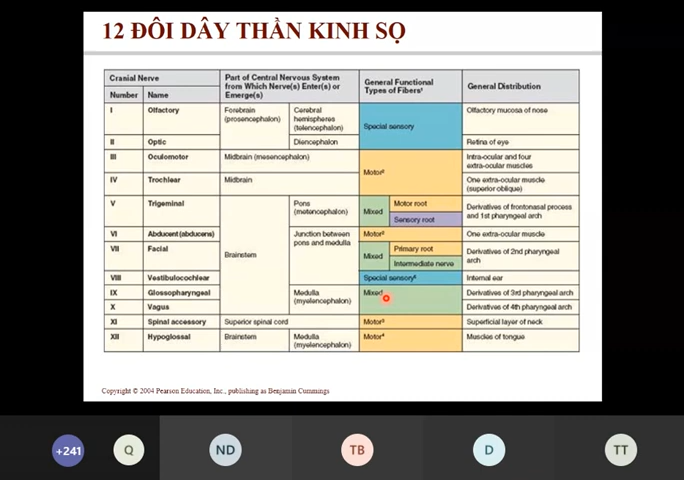 12 ĐÔI DÂY THẦN KINH SỌ
Cranial Nerve
Part of Central Nervous System
from Which Nerve(s) Enter(s) or
Emerge(s)
General Functional
Types of Fibers¹
General Distribution
Number
Name
I
Olfactory
Forebrain
(prosencephalon)
Cerebral
hemispheres
(telencephalon)
Special sensory
Olfactory mucosa of nose
II
Optic
Diencephalon
Retina of eye
III
Oculomotor
Midbrain (mesencephalon)
Motor²
Intra-ocular and four
extra-ocular muscles
IV
Trochlear
Midbrain
One extra-ocular muscle
(superior oblique)
V
Trigeminal
Brainstem
Pons
(metencephalon)
Mixed
Motor root
Sensory root
Derivatives of frontonasal process
and 1st pharyngeal arch
VI
Abducent (abducens)
Junction between
pons and medulla
Motor²
One extra-ocular muscle
VII
Facial
Mixed
Primary root
Intermediate nerve
Derivatives of 2nd pharyngeal
arch
VIII
Vestibulocochlear
Special sensory
Internal ear
IX
Glossopharyngeal
Medulla
(myelencephalon)
Mixed
Derivatives of 3rd pharyngeal arch
X
Vagus
Derivatives of 4th pharyngeal arch
XI
Spinal accessory
Superior spinal cord
Motor³
Superficial layer of neck
XII
Hypoglossal
Brainstem
Medulla
(myelencephalon)
Motor⁴
Muscles of tongue
Copyright © 2004 Pearson Education, Inc., publishing as Benjamin Cummings
+241
Q
ND
TB
D
TT